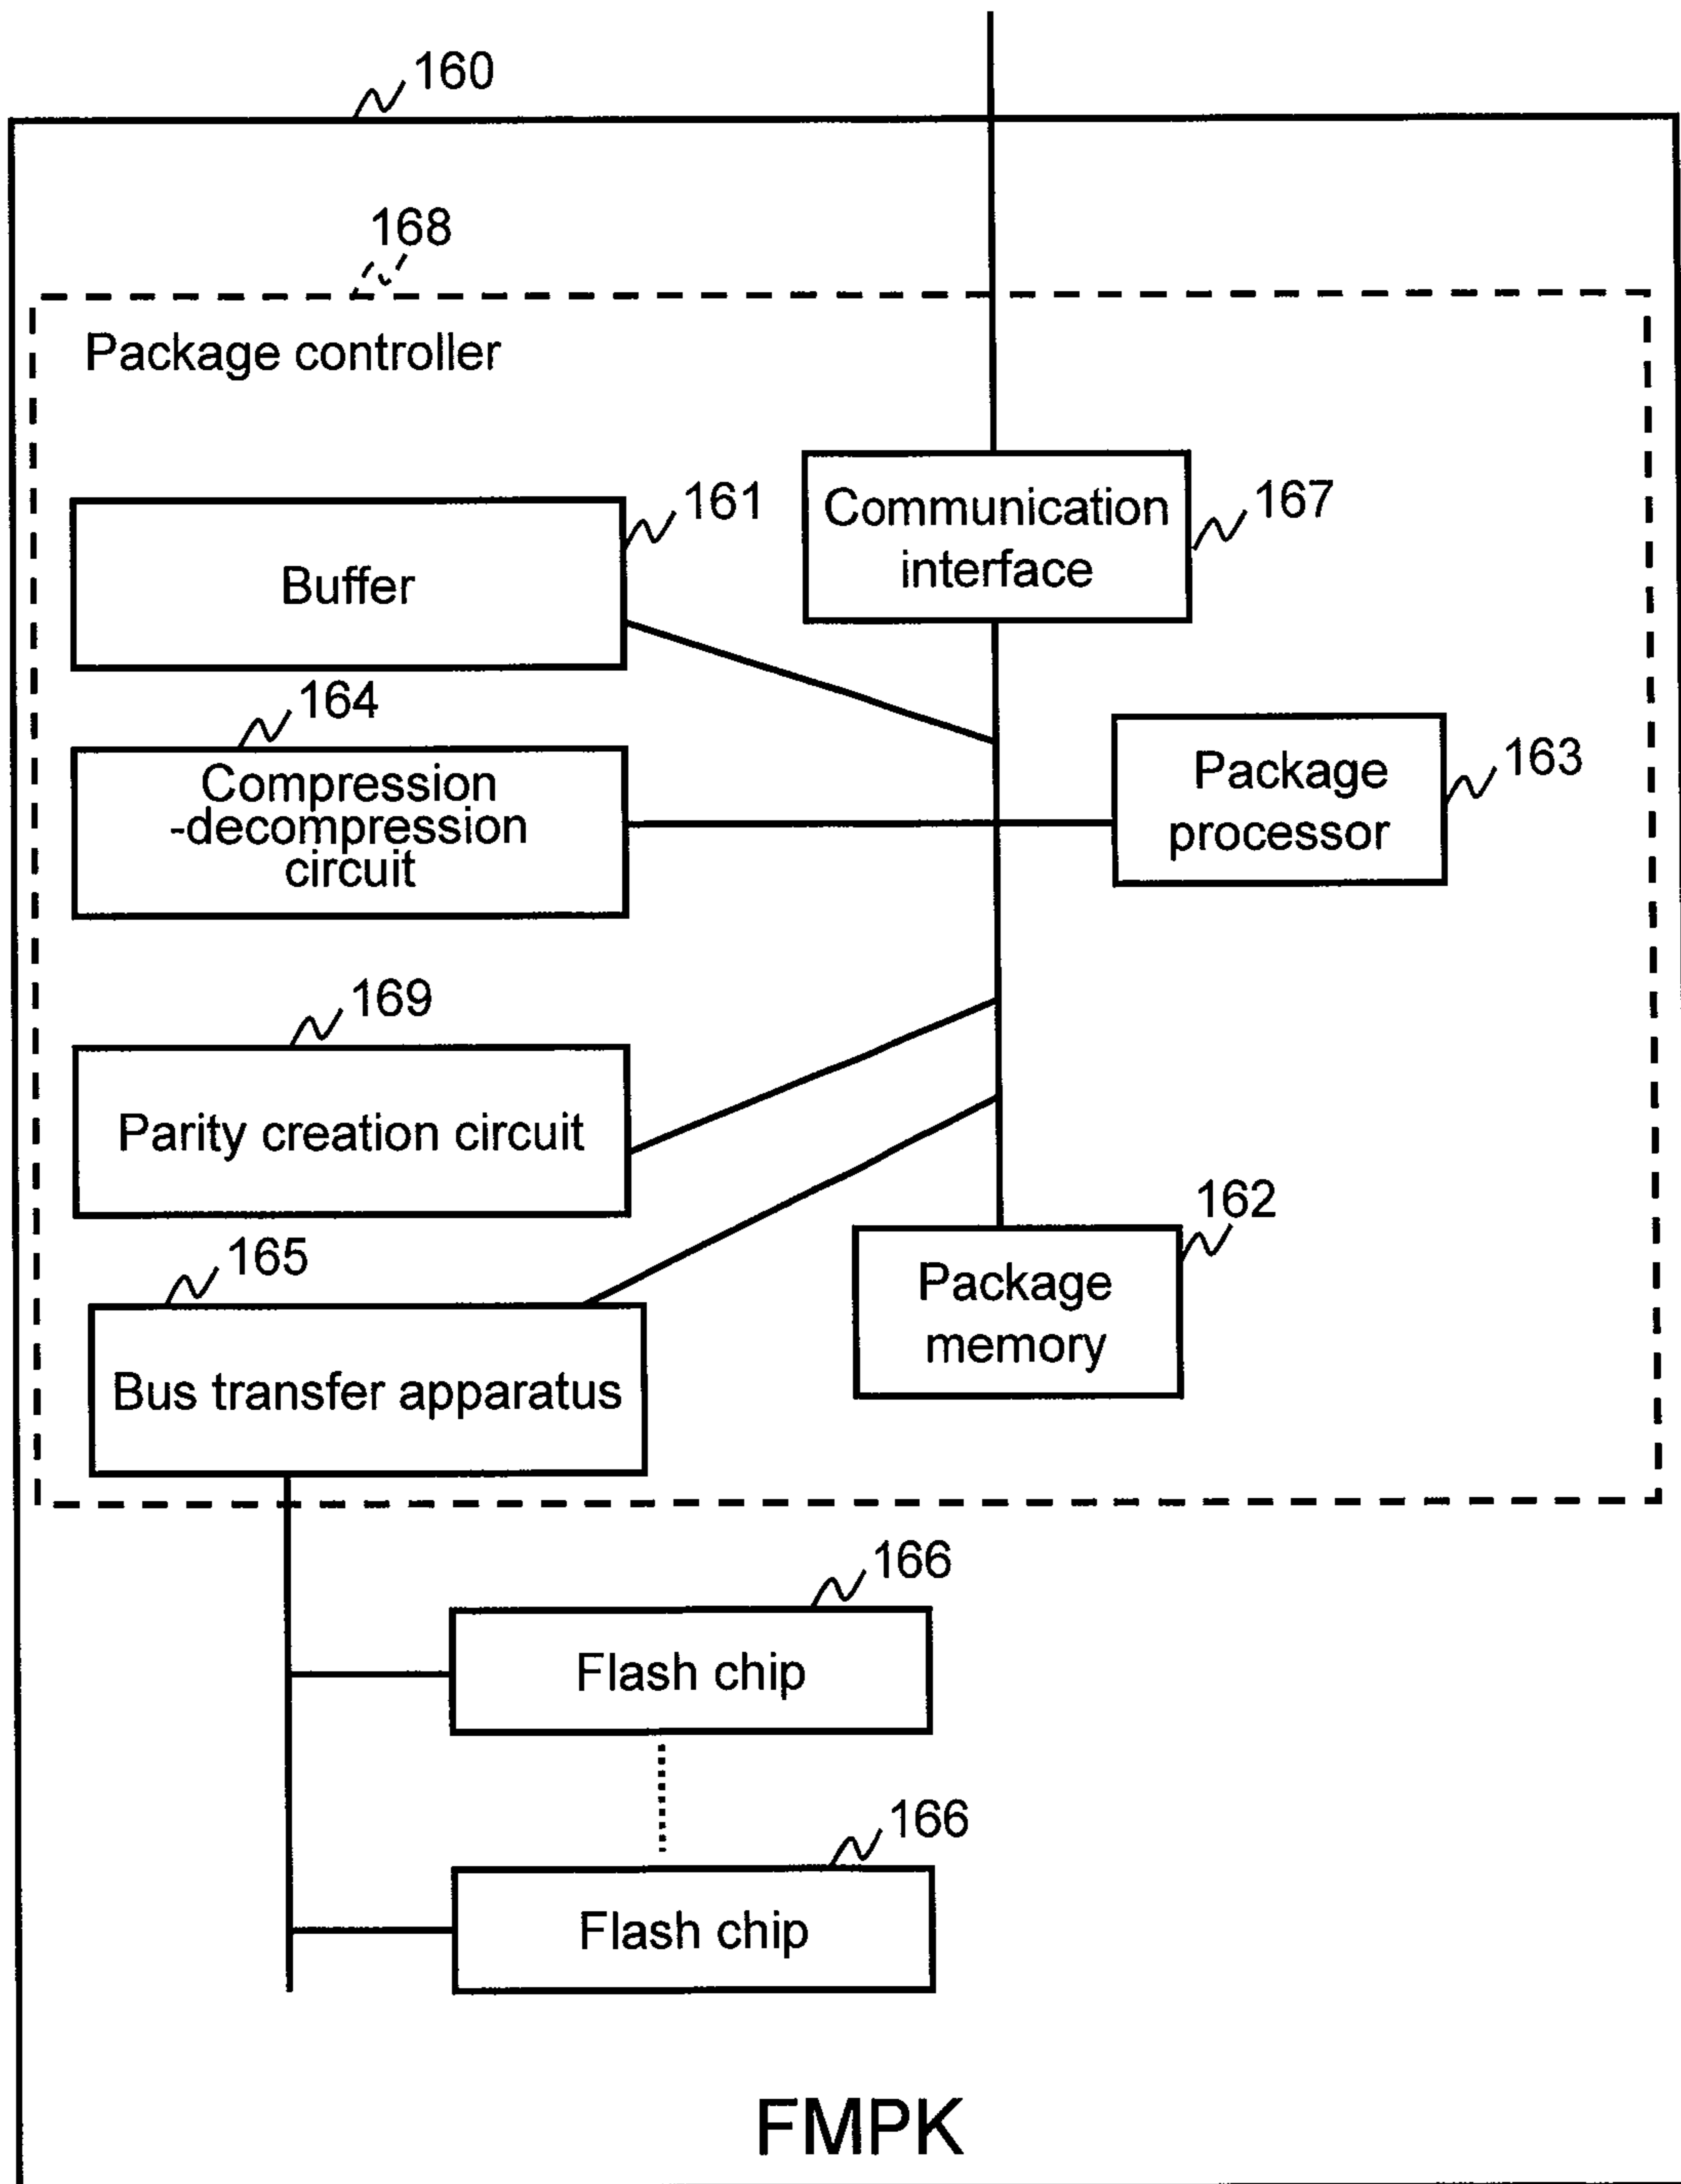 160
168
Package controller
161
Buffer
Communication
interface
167
164
Compression
-decompression
circuit
Package
processor
163
169
Parity creation circuit
162
Package
memory
165
Bus transfer apparatus
166
Flash chip
166
Flash chip
FMPK